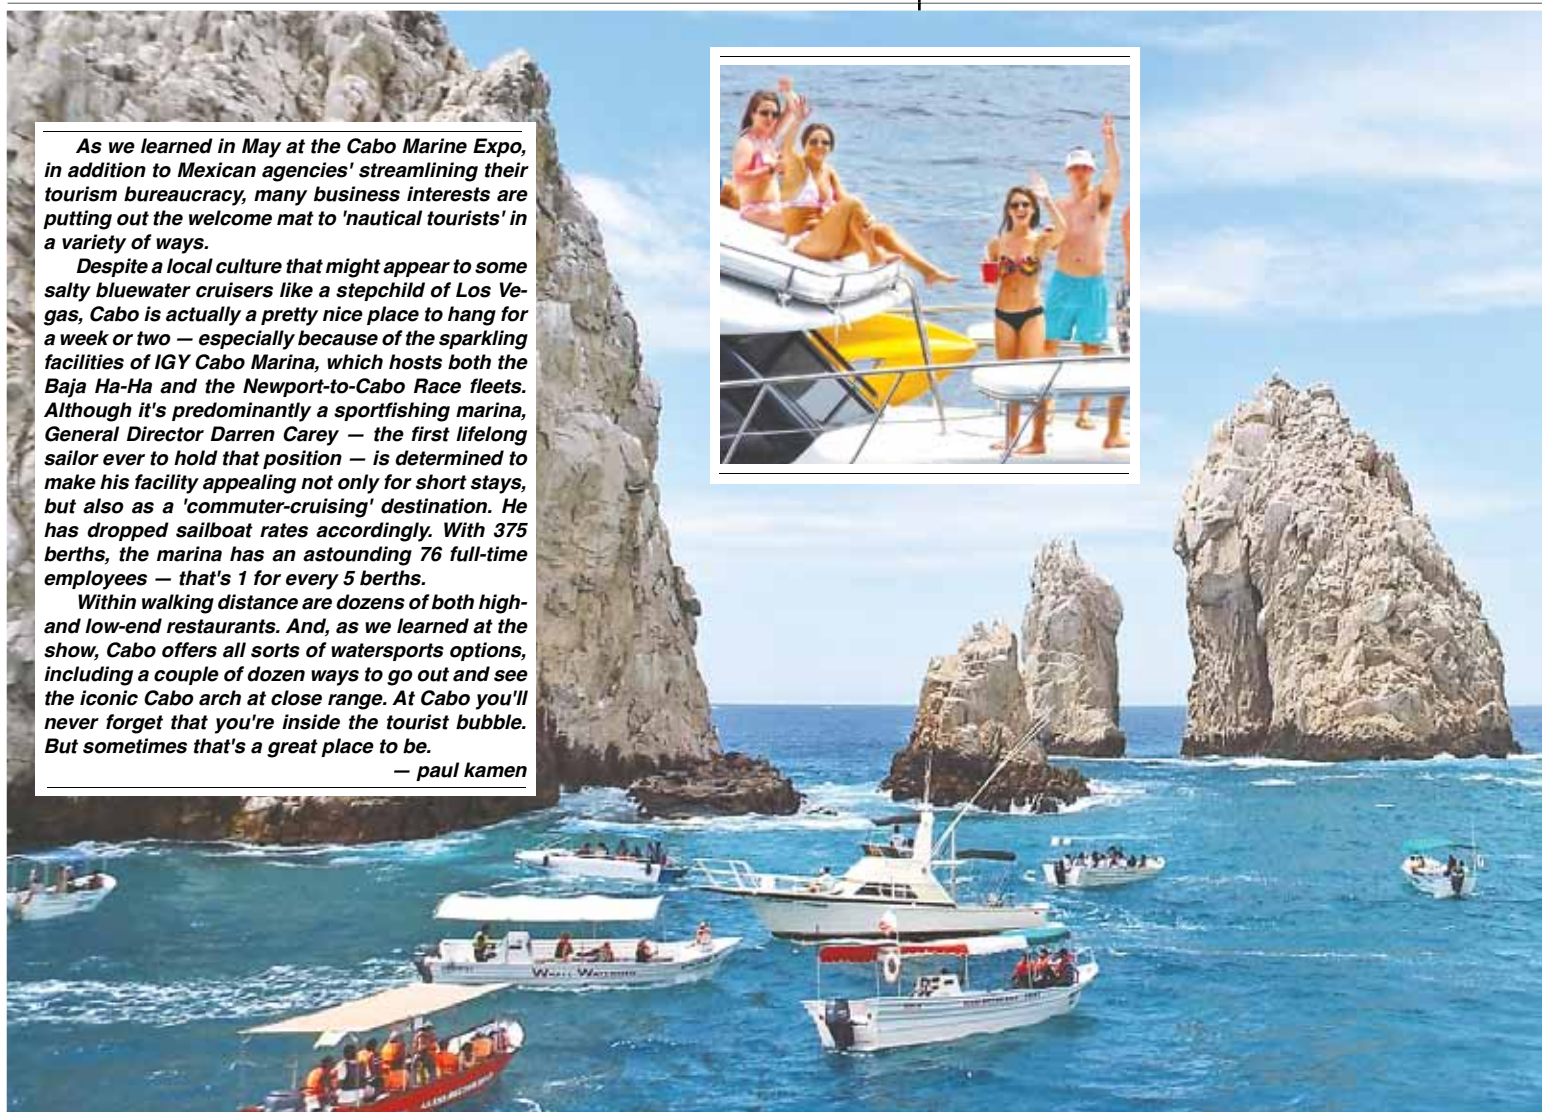 As we learned in May at the Cabo Marine Expo,
in addition to Mexican agencies' streamlining their
tourism bureaucracy, many business interests are
putting out the welcome mat to 'nautical tourists' in
a variety of ways.
Despite a local culture that might appear to some
salty bluewater cruisers like a stepchild of Los Ve-
gas, Cabo is actually a pretty nice place to hang for
a week or two — especially because of the sparkling
facilities of IGY Cabo Marina, which hosts both the
Baja Ha-Ha and the Newport-to-Cabo Race fleets.
Although it's predominantly a sportfishing marina,
General Director Darren Carey — the first lifelong
sailor ever to hold that position — is determined to
make his facility appealing not only for short stays,
but also as a 'commuter-cruising' destination. He
has dropped sailboat rates accordingly. With 375
berths, the marina has an astounding 76 full-time
employees — that's 1 for every 5 berths.
Within walking distance are dozens of both high-
and low-end restaurants. And, as we learned at the
show, Cabo offers all sorts of watersports options,
including a couple of dozen ways to go out and see
the iconic Cabo arch at close range. At Cabo you'll
never forget that you're inside the tourist bubble.
But sometimes that's a great place to be.
— paul kamen